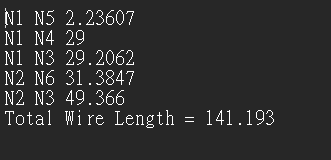 N1 N5 2.23607
N1 N4 29
N1 N3 29.2062
N2 N6 31.3847
N2 N3 49.366
Total Wire Length = 141.193